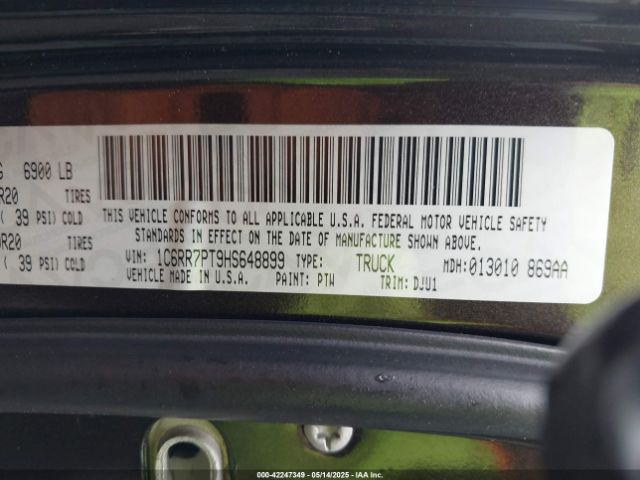 G 6900 LB
R20 TIRES
( 39 PSI) COLD
R20 TIRES
( 39 PSI) COLD
THIS VEHICLE CONFORMS TO ALL APPLICABLE U.S.A. FEDERAL MOTOR VEHICLE SAFETY
STANDARDS IN EFFECT ON THE DATE OF MANUFACTURE SHOWN ABOVE.
VIN: 1C6RR7PT9HS648899 TYPE: TRUCK MDH:013010 869AA
VEHICLE MADE IN U.S.A. PAINT: PTW TRIM: DJU1
000-42247349 - 05/14/2025 - IAA Inc.